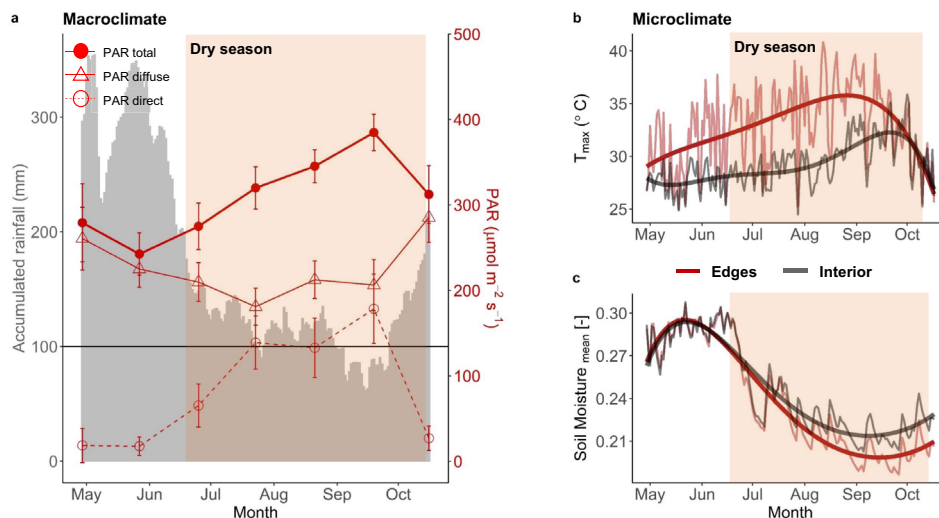 a
Macroclimate
PAR total
PAR diffuse
PAR direct
Dry season
Accumulated rainfall (mm)
300
200
100
0
500
400
300
200
100
0
PAR (μmol m⁻² s⁻¹)
May Jun Jul Aug Sep Oct
Month
b
Microclimate
Dry season
T max (° C)
40
35
30
25
May Jun Jul Aug Sep Oct
Edges Interior
c
Soil Moisture mean [-]
0.30
0.27
0.24
0.21
May Jun Jul Aug Sep Oct
Month